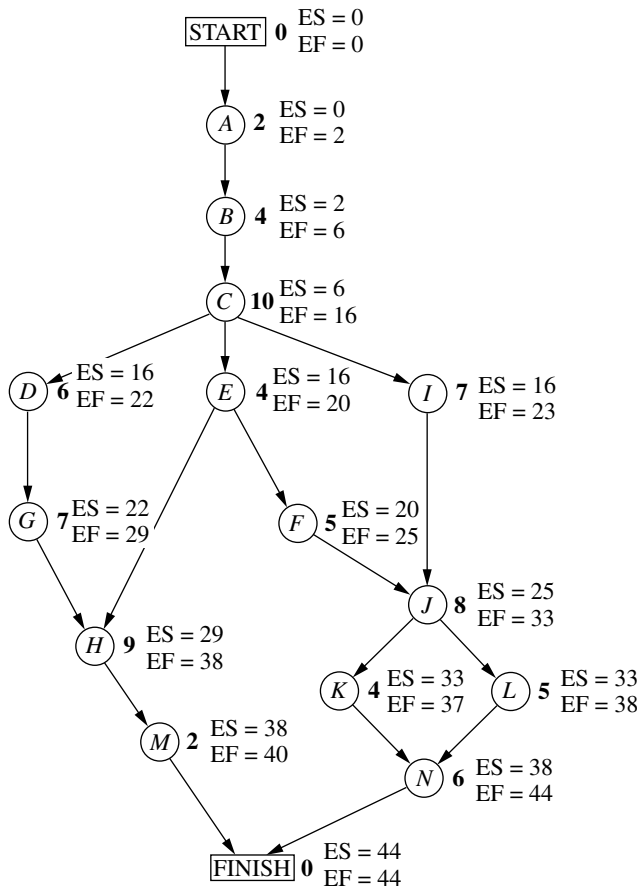 START 0 ES = 0
EF = 0
A 2 ES = 0
EF = 2
B 4 ES = 2
EF = 6
C 10 ES = 6
EF = 16
D 6 ES = 16
EF = 22
E 4 ES = 16
EF = 20
I 7 ES = 16
EF = 23
G 7 ES = 22
EF = 29
F 5 ES = 20
EF = 25
J 8 ES = 25
EF = 33
H 9 ES = 29
EF = 38
K 4 ES = 33
EF = 37
L 5 ES = 33
EF = 38
M 2 ES = 38
EF = 40
N 6 ES = 38
EF = 44
FINISH 0 ES = 44
EF = 44